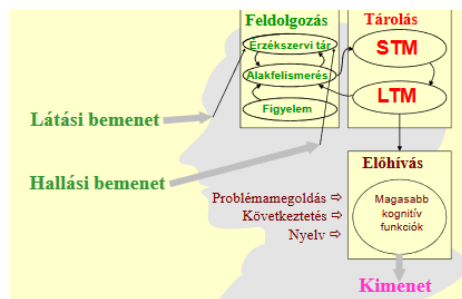 Feldolgozás
Tárolás
Érzékszervi tár
STM
Alakfelismerés
LTM
Figyelem
Látási bemenet
Hallási bemenet
Előhívás
Problémamegoldás ⇨
Következtetés ⇨
Nyelv ⇨
Magasabb
kognitív
funkciók
Kimenet